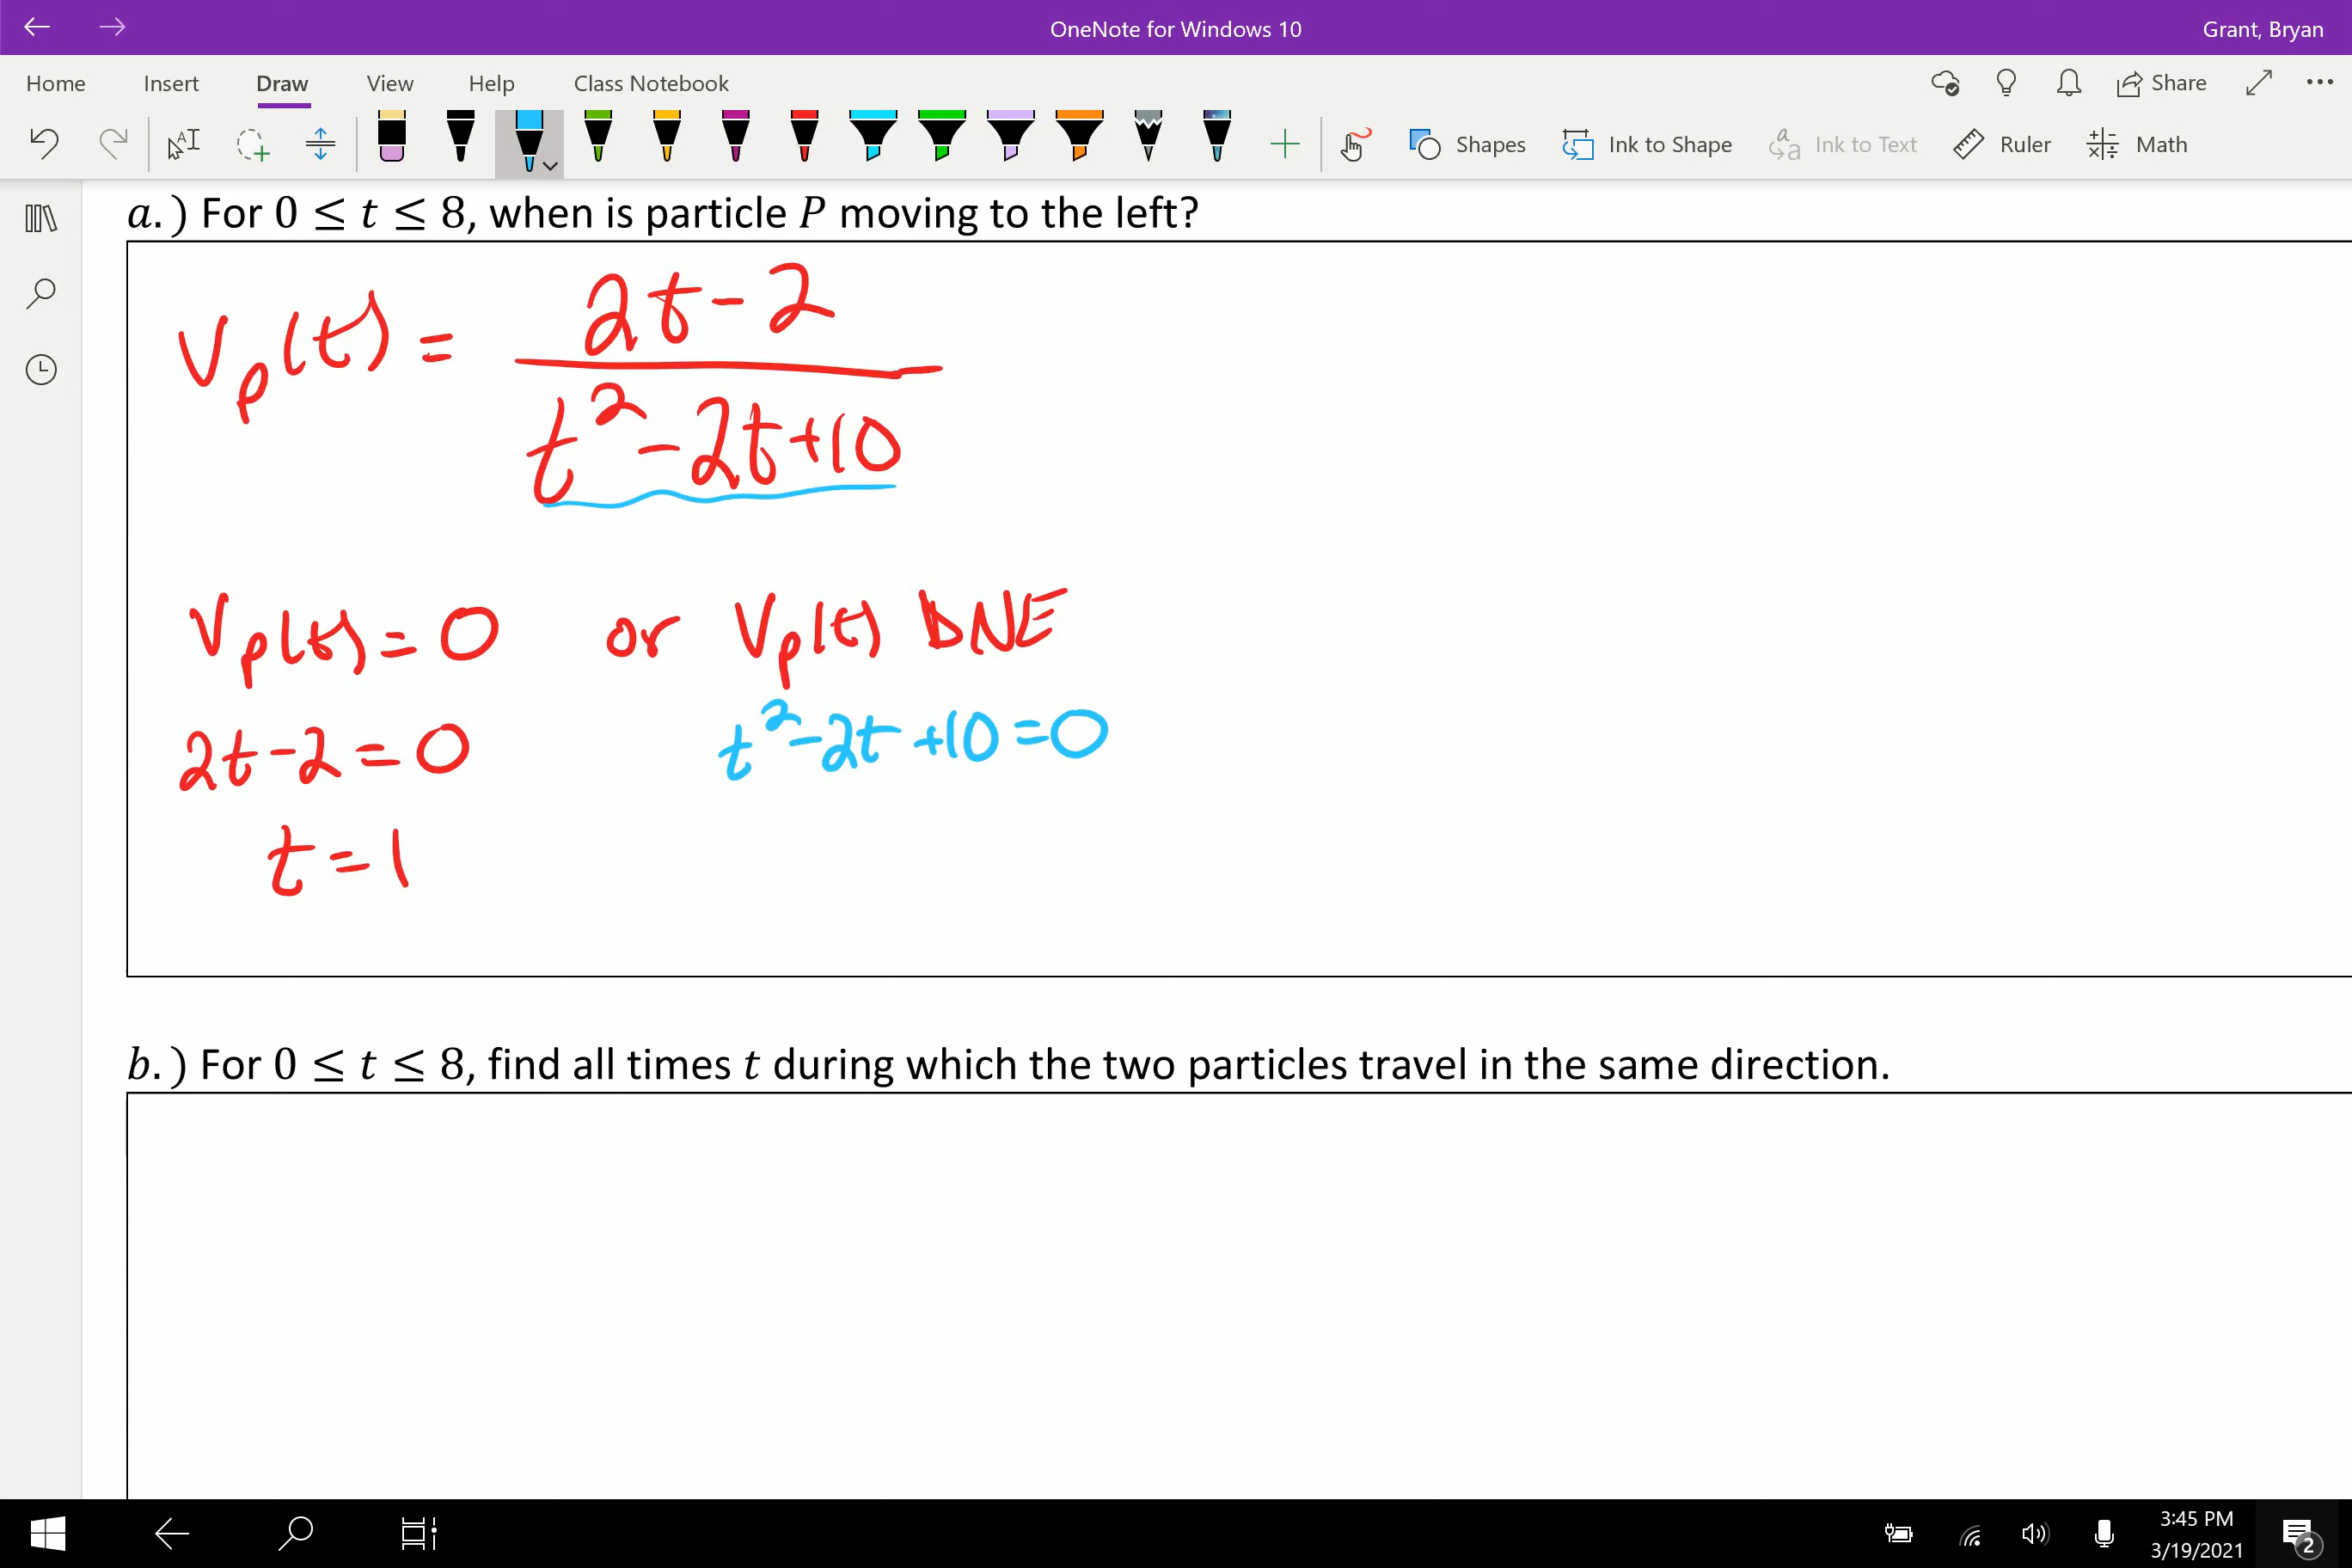 OneNote for Windows 10
Grant, Bryan
Home Insert Draw View Help Class Notebook
Share
Shapes Ink to Shape Ink to Text Ruler Math
a.) For 0 ≤ t ≤ 8, when is particle P moving to the left?
Vp(t) = (2t-2)/(t²-2t+10)
Vp(t)=0 or Vp(t) DNE
2t-2=0 t²-2t+10=0
t=1
b.) For 0 ≤ t ≤ 8, find all times t during which the two particles travel in the same direction.
3:45 PM
3/19/2021
2